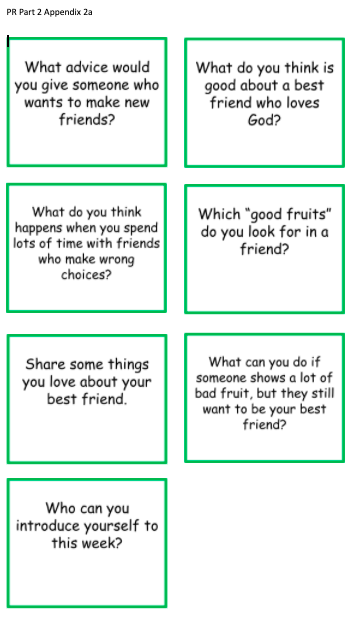 PR Part 2 Appendix 2a
What advice would
you give someone who
wants to make new
friends?
What do you think is
good about a best
friend who loves
God?
What do you think
happens when you spend
lots of time with friends
who make wrong
choices?
Which “good fruits”
do you look for in a
friend?
Share some things
you love about your
best friend.
What can you do if
someone shows a lot of
bad fruit, but they still
want to be your best
friend?
Who can you
introduce yourself to
this week?